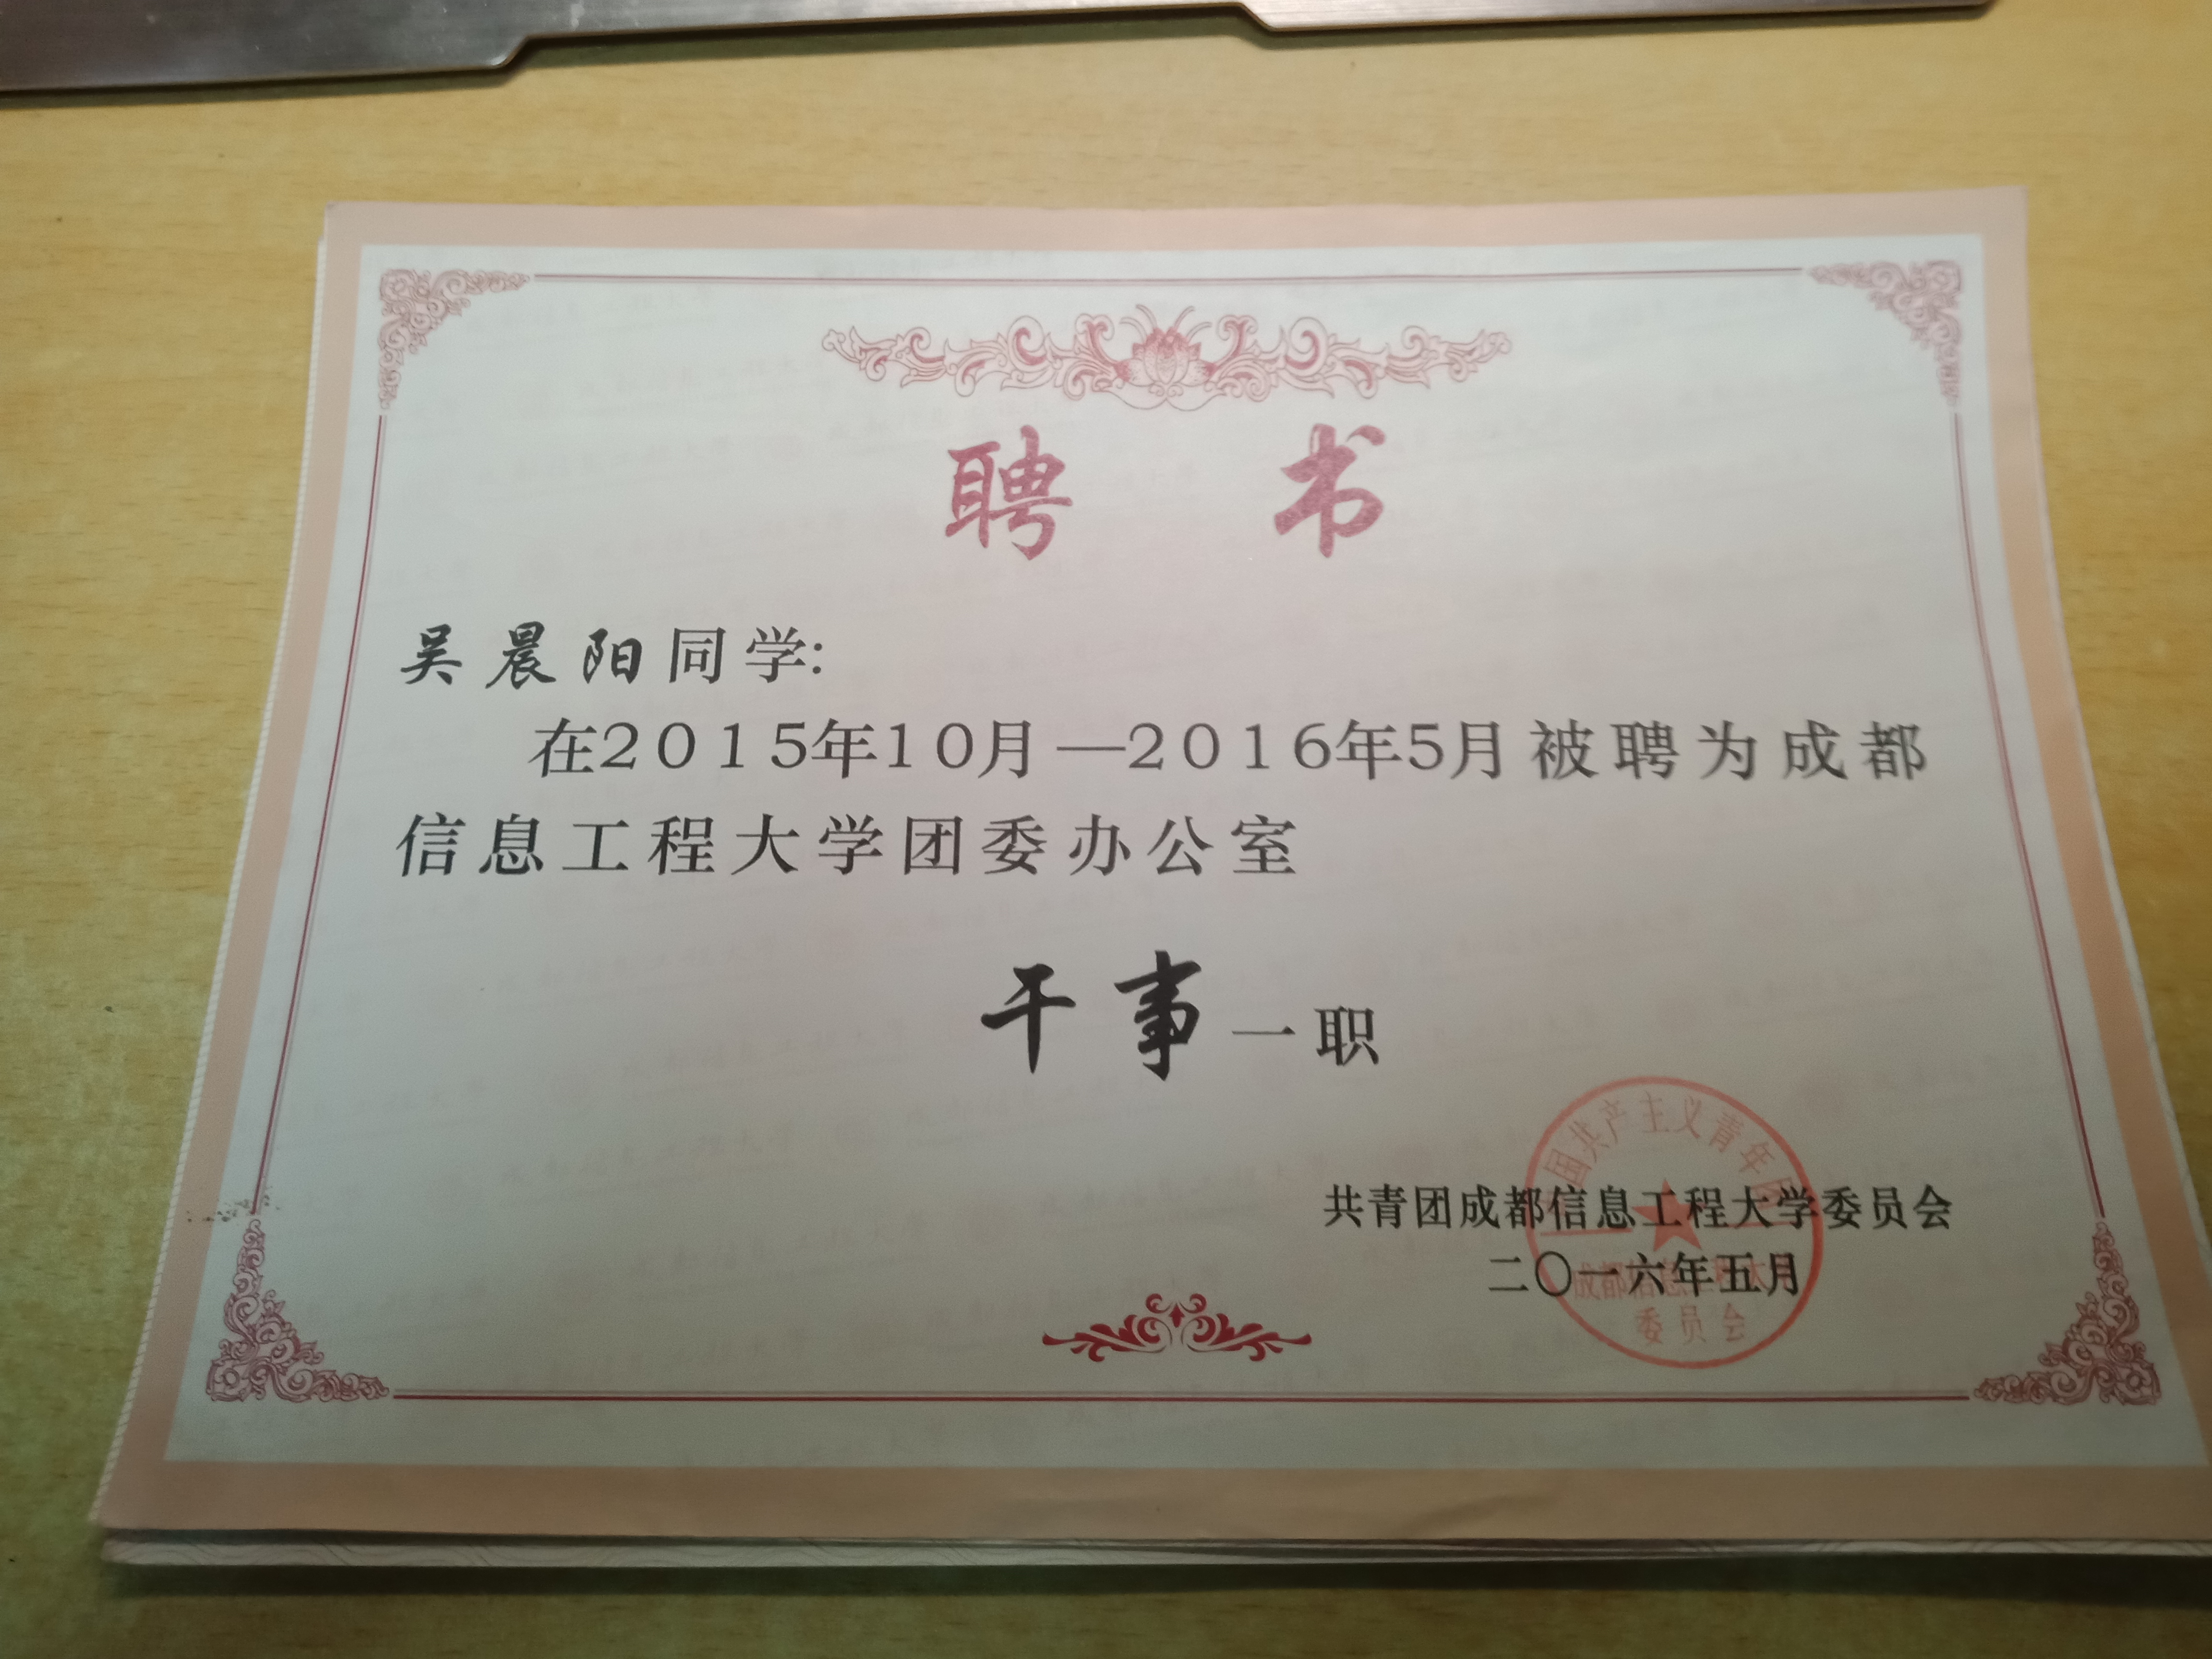 聘 书
吴晨阳同学:
在2015年10月—2016年5月被聘为成都
信息工程大学团委办公室
干事一职
共青团成都信息工程大学委员会
二〇一六年五月
国共产主义青年团
成都信息
委员会